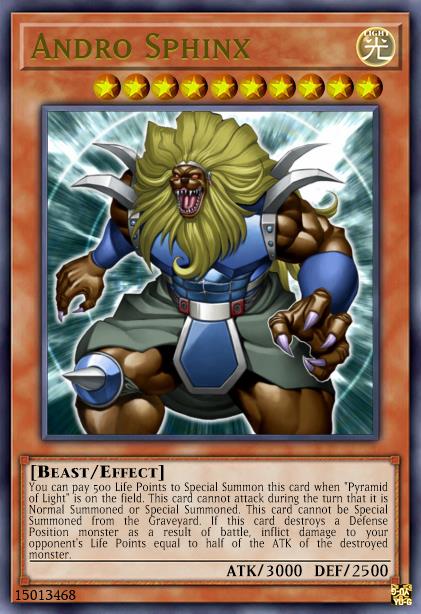 ANDRO SPHINX
LIGHT
光
[BEAST/EFFECT]
You can pay 500 Life Points to Special Summon this card when "Pyramid
of Light" is on the field. This card cannot attack during the turn that it is
Normal Summoned or Special Summoned. This card cannot be Special
Summoned from the Graveyard. If this card destroys a Defense
Position monster as a result of battle, inflict damage to your
opponent's Life Points equal to half of the ATK of the destroyed
monster.
ATK/3000 DEF/2500
15013468